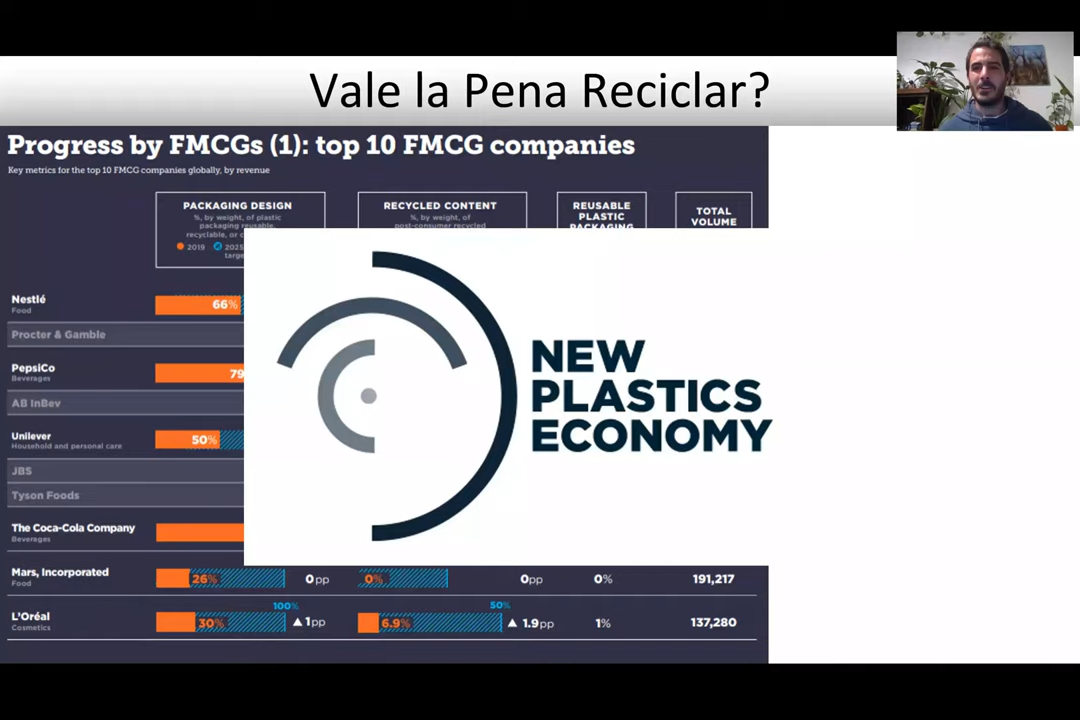 Vale la Pena Reciclar?
Progress by FMCGs (1): top 10 FMCG companies
Key metrics for the top 10 FMCG companies globally, by revenue
PACKAGING DESIGN
%, by weight, of plastic
packaging reusable,
recyclable, or
2019 2025
RECYCLED CONTENT
%, by weight, of
post-consumer recycled
REUSABLE
PLASTIC
PACKAGING
TOTAL
VOLUME
Nestlé
Food
66%
Procter & Gamble
PepsiCo
Beverages
79
AB InBev
Unilever
Household and personal care
50%
JBS
Tyson Foods
The Coca-Cola Company
Beverages
NEW
PLASTICS
ECONOMY
Mars, Incorporated
Food
26% 0pp 0% 0pp 0% 191,217
L'Oréal
Cosmetics
100% 50%
30% ▲1pp 6.9% ▲ 1.9pp 1% 137,280